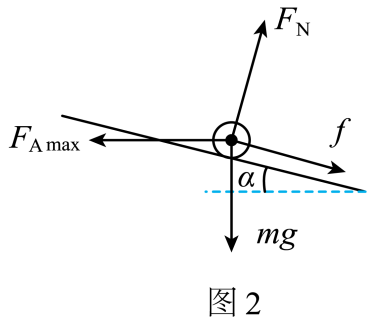 F_N
F_A max
f
α
mg
图 2